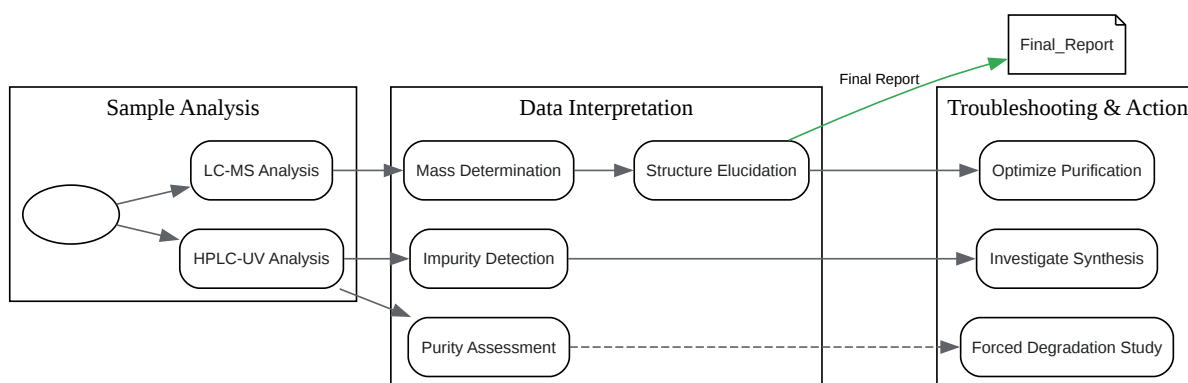 Final_Report
Final Report
Sample Analysis
Data Interpretation
Troubleshooting & Action
LC-MS Analysis
Mass Determination
Structure Elucidation
Optimize Purification
HPLC-UV Analysis
Impurity Detection
Investigate Synthesis
Purity Assessment
Forced Degradation Study